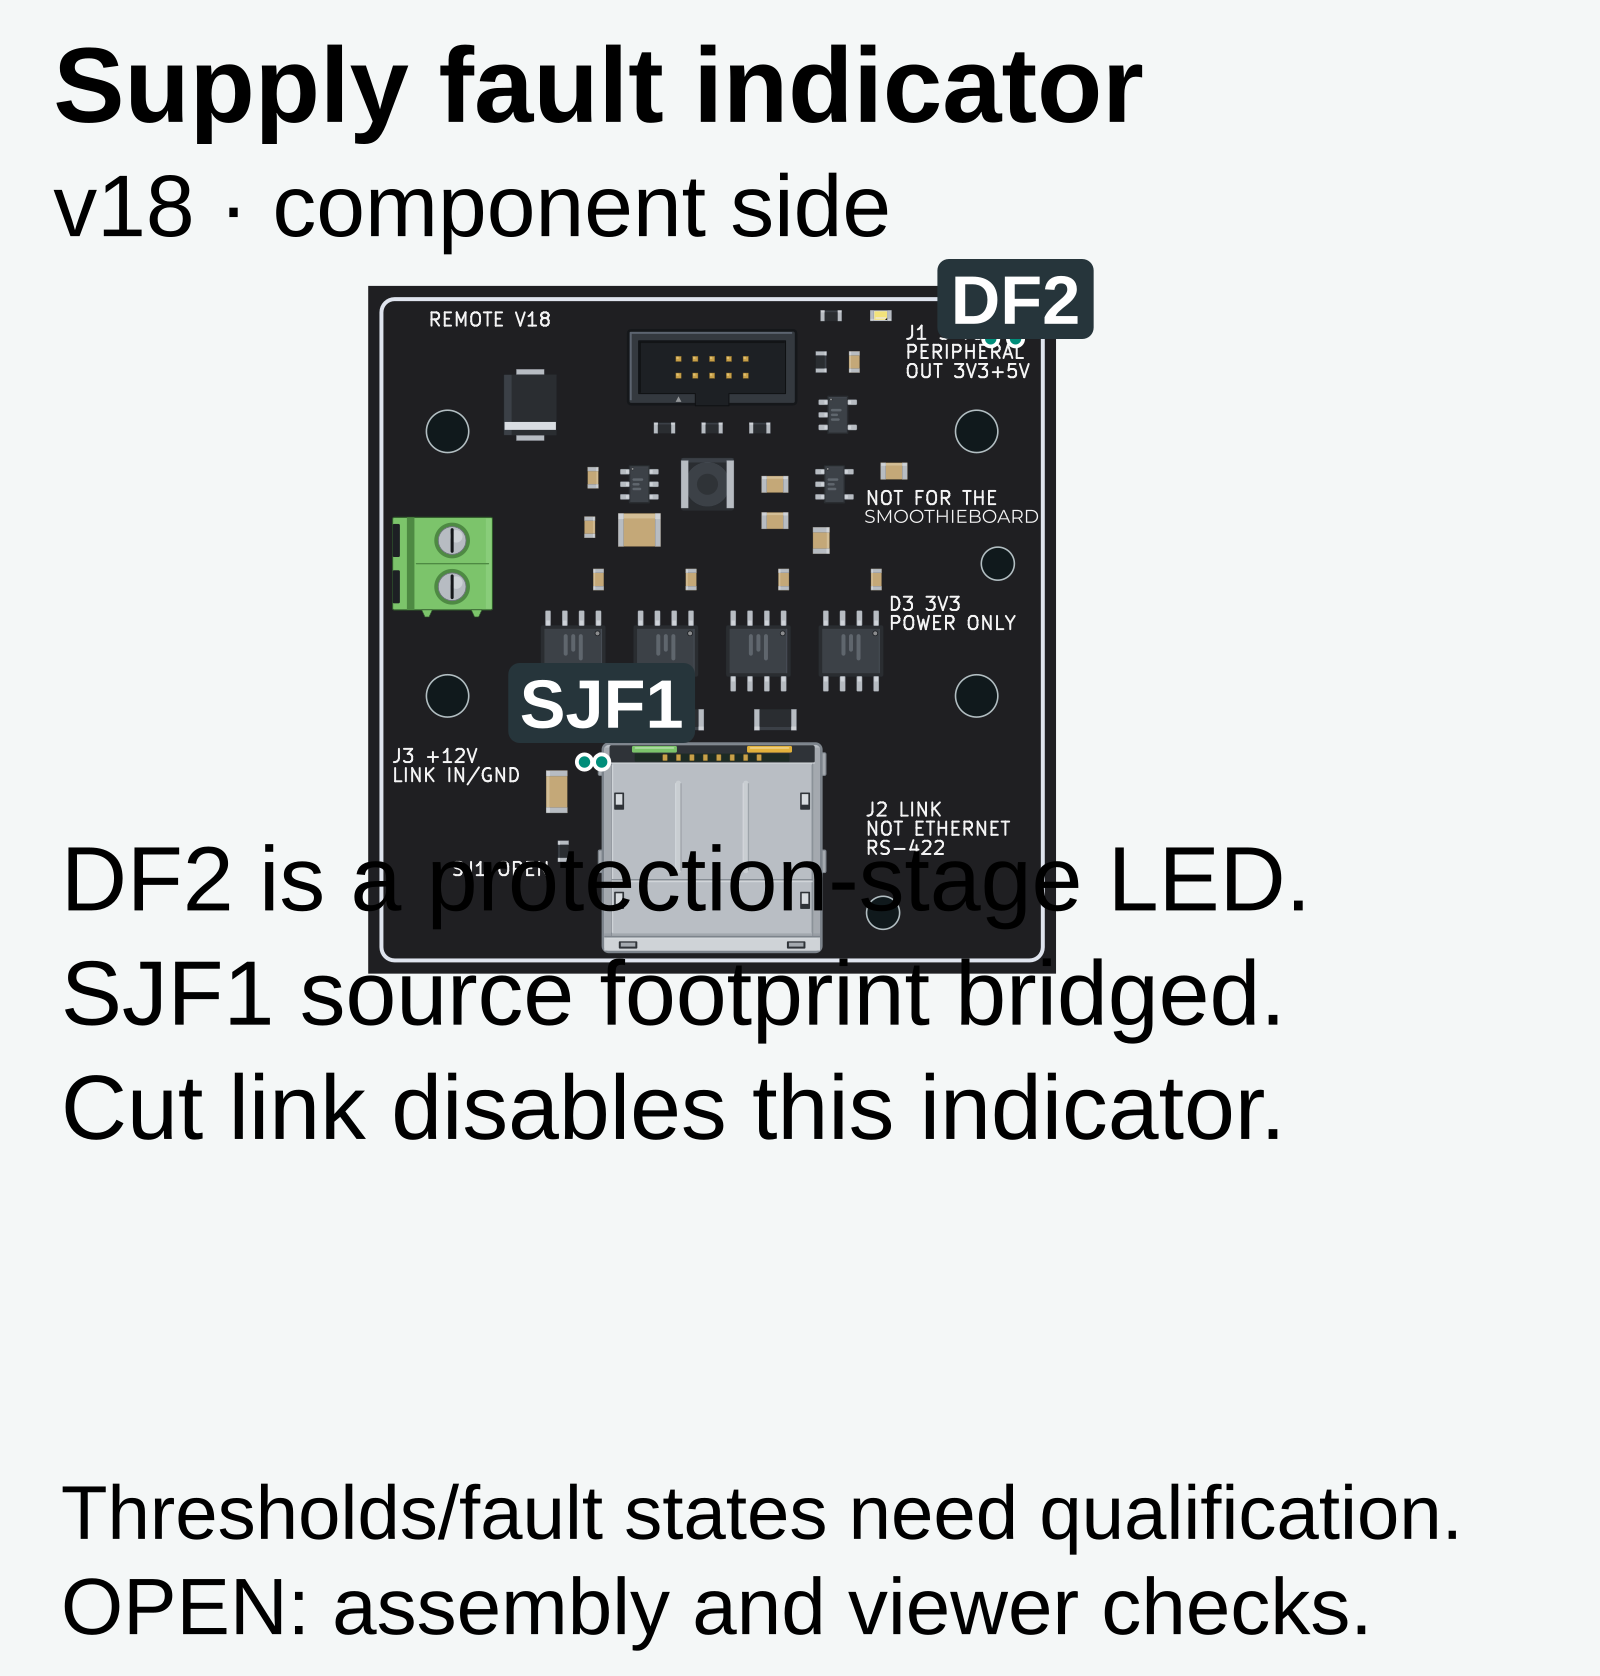 Supply fault indicator
v18 · component side
DF2
REMOTE V18
J1
PERIPHERAL
OUT 3V3+5V
NOT FOR THE
SMOOTHIEBOARD
D3 3V3
POWER ONLY
SJF1
J3 +12V
LINK IN/GND
J2 LINK
NOT ETHERNET
RS-422
SJ1 OPEN
DF2 is a protection-stage LED.
SJF1 source footprint bridged.
Cut link disables this indicator.
Thresholds/fault states need qualification.
OPEN: assembly and viewer checks.